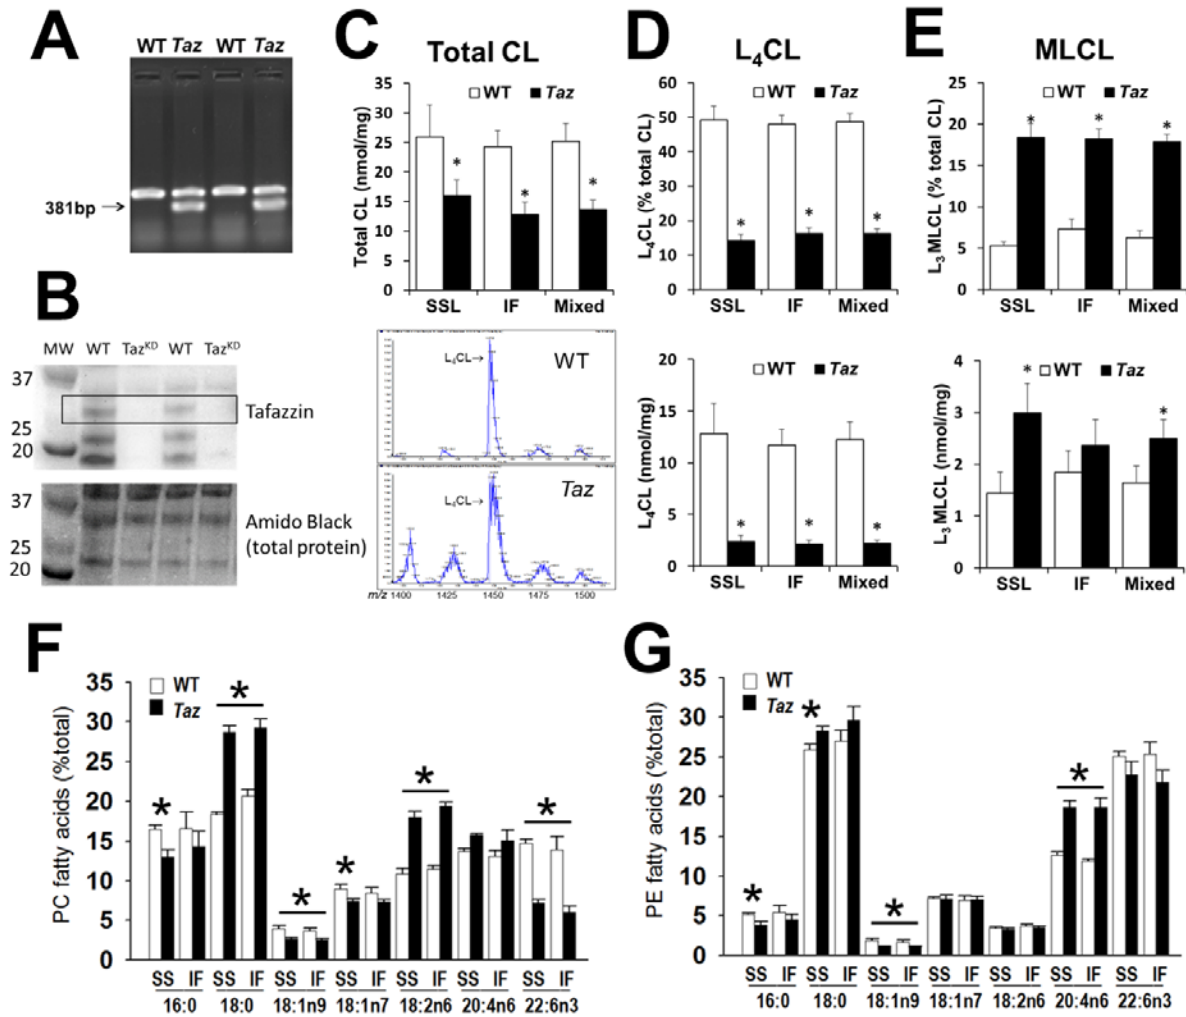 A
WT Taz WT Taz
381bp
B
MW WT TazKD WT TazKD
37
25
20
Tafazzin
37
25
20
Amido Black
(total protein)
C
Total CL
WT Taz
Total CL (nmol/mg)
35
30
25
20
15
10
5
0
* * *
SSL IF Mixed
L4CL
WT
L4CL
Taz
m/z 1400 1425 1450 1475 1500
D
L4CL
WT Taz
L4CL (% total CL)
60
50
40
30
20
10
0
* * *
SSL IF Mixed
WT Taz
L4CL (nmol/mg)
20
15
10
5
0
* * *
SSL IF Mixed
E
MLCL
WT Taz
L3MLCL (% total CL)
25
20
15
10
5
0
* * *
SSL IF Mixed
WT Taz
L3MLCL (nmol/mg)
4
3
2
1
0
* *
SSL IF Mixed
F
WT
Taz
PC fatty acids (%total)
35
30
25
20
15
10
5
0
* * * * * *
SS IF SS IF SS IF SS IF SS IF SS IF SS IF
16:0 18:0 18:1n9 18:1n7 18:2n6 20:4n6 22:6n3
G
WT
Taz
PE fatty acids (%total)
35
30
25
20
15
10
5
0
* * * *
SS IF SS IF SS IF SS IF SS IF SS IF SS IF
16:0 18:0 18:1n9 18:1n7 18:2n6 20:4n6 22:6n3